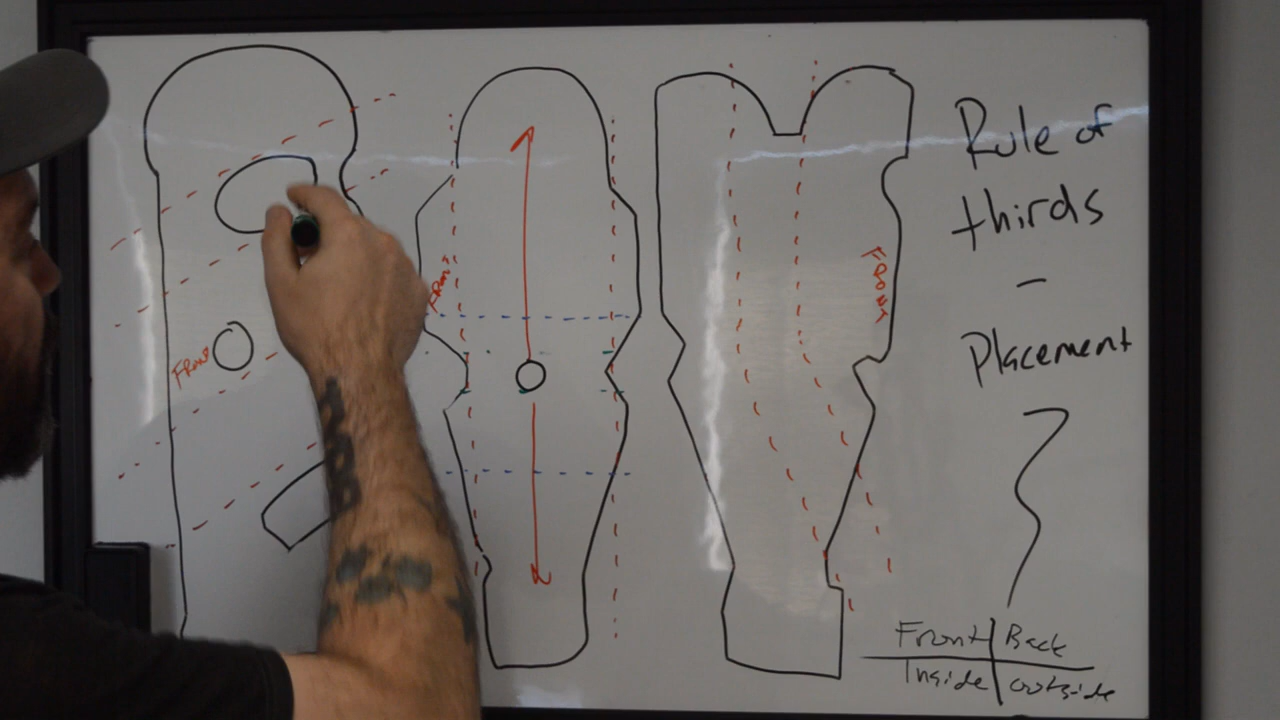 Rule of
thirds
-
Placement
Front
Front
FRONT
Front | Back
Inside | outside